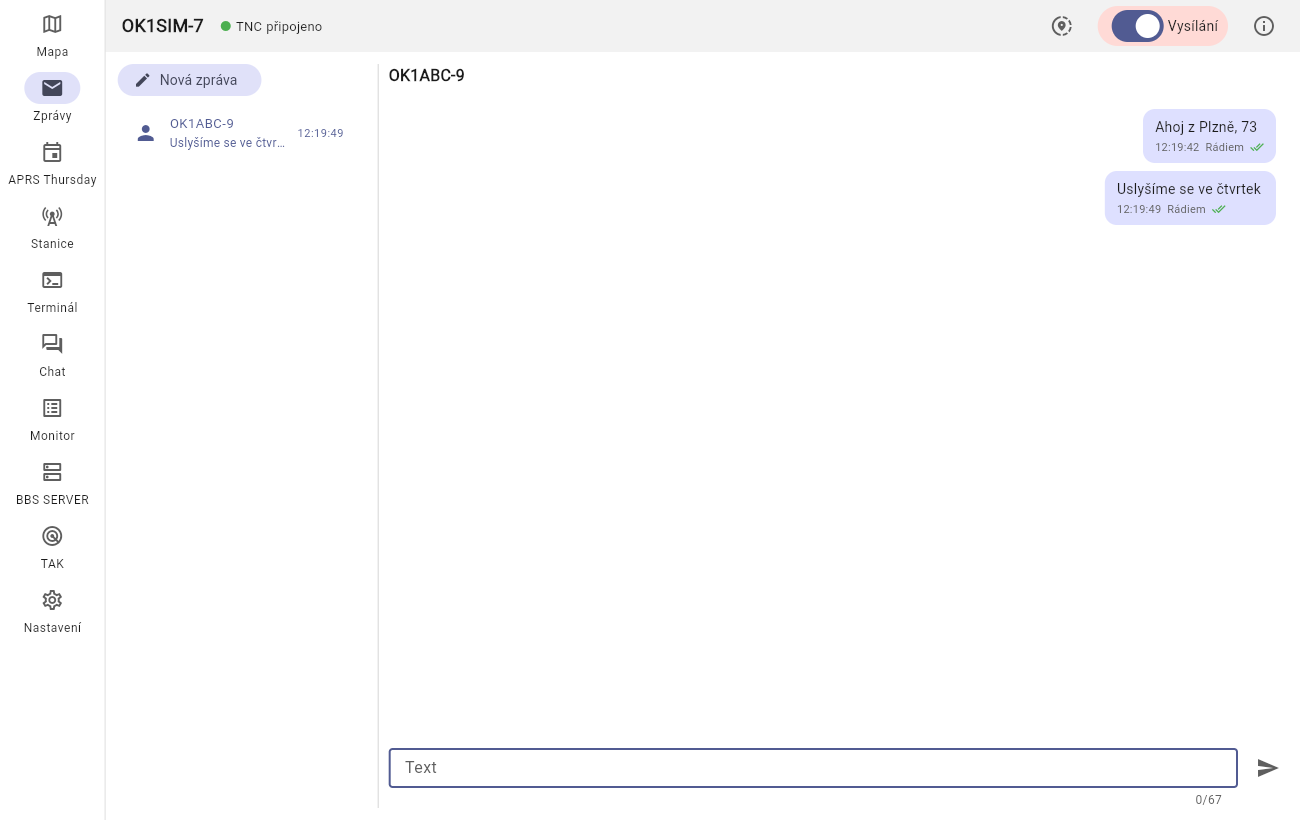 OK1SIM-7
TNC připojeno
Vysílání
Mapa
Zprávy
APRS Thursday
Stanice
Terminál
Chat
Monitor
BBS SERVER
TAK
Nastavení
Nová zpráva
OK1ABC-9
Uslyšíme se ve čtvr…
12:19:49
OK1ABC-9
Ahoj z Plzně, 73
12:19:42 Rádiem
Uslyšíme se ve čtvrtek
12:19:49 Rádiem
Text
0/67